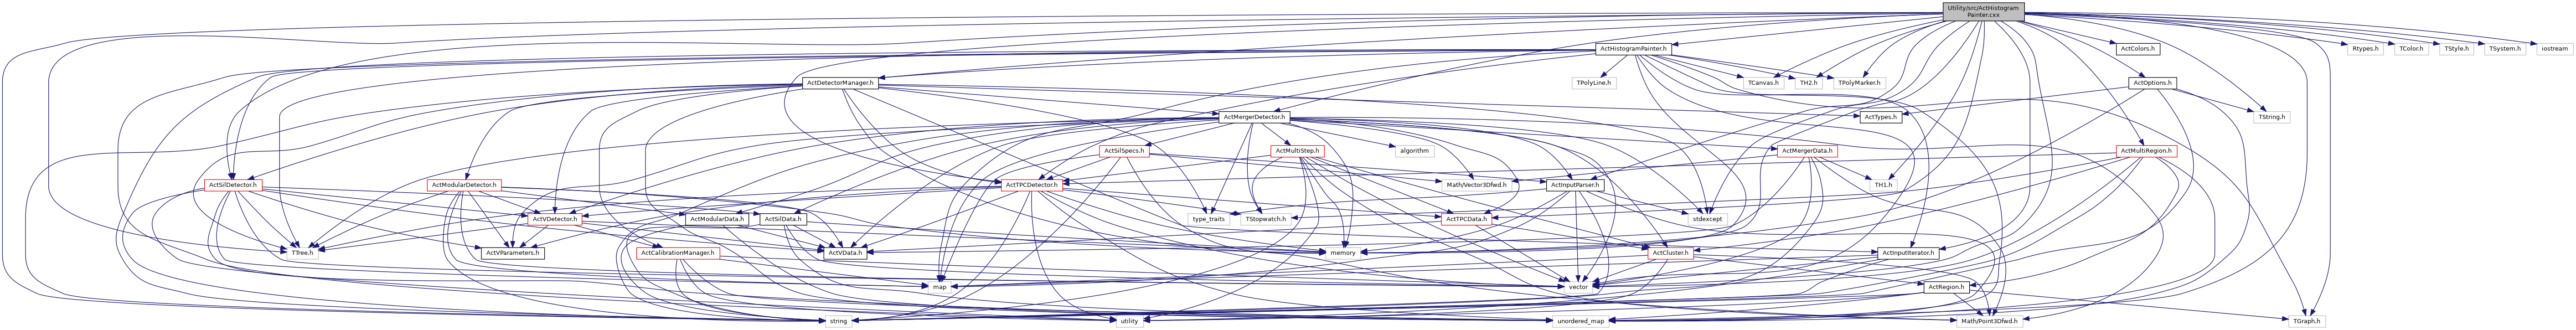 Utility/src/ActHistogram
Painter.cxx
ActHistogramPainter.h
ActColors.h
Rtypes.h
TColor.h
TStyle.h
TSystem.h
iostream
ActDetectorManager.h
TPolyLine.h
TCanvas.h
TH2.h
TPolyMarker.h
ActOptions.h
ActMergerDetector.h
ActTypes.h
TString.h
ActSilSpecs.h
ActMultiStep.h
algorithm
ActMergerData.h
ActMultiRegion.h
ActSilDetector.h
ActModularDetector.h
ActTPCDetector.h
Math/Vector3Dfwd.h
ActInputParser.h
TH1.h
ActVDetector.h
ActModularData.h
ActSilData.h
type_traits
TStopwatch.h
ActTPCData.h
stdexcept
TTree.h
ActVParameters.h
ActCalibrationManager.h
ActVData.h
memory
ActCluster.h
ActInputIterator.h
map
vector
ActRegion.h
string
utility
unordered_map
Math/Point3Dfwd.h
TGraph.h